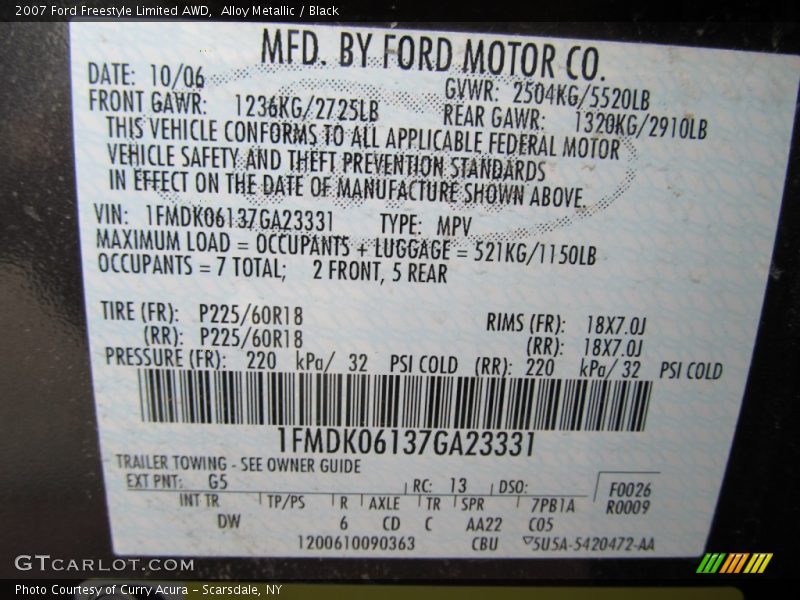 2007 Ford Freestyle Limited AWD, Alloy Metallic / Black
MFD. BY FORD MOTOR CO.
DATE: 10/06 GVWR: 2504KG/5520LB
FRONT GAWR: 1236KG/2725LB REAR GAWR: 1320KG/2910LB
THIS VEHICLE CONFORMS TO ALL APPLICABLE FEDERAL MOTOR
VEHICLE SAFETY AND THEFT PREVENTION STANDARDS
IN EFFECT ON THE DATE OF MANUFACTURE SHOWN ABOVE.
VIN: 1FMDK06137GA23331 TYPE: MPV
MAXIMUM LOAD = OCCUPANTS + LUGGAGE = 521KG/1150LB
OCCUPANTS = 7 TOTAL; 2 FRONT, 5 REAR
TIRE (FR): P225/60R18 RIMS (FR): 18X7.0J
(RR): P225/60R18 (RR): 18X7.0J
PRESSURE (FR): 220 kPa/ 32 PSI COLD (RR): 220 kPa/ 32 PSI COLD
1FMDK06137GA23331
TRAILER TOWING - SEE OWNER GUIDE
EXT PNT: G5 RC: 13 DSO: F0026
INT TR TP/PS R AXLE TR SPR 7PB1A R0009
DW 6 CD C AA22 C05
1200610090363 CBU ▽5U5A-5420472-AA
GTcarlot.com
Photo Courtesy of Curry Acura - Scarsdale, NY